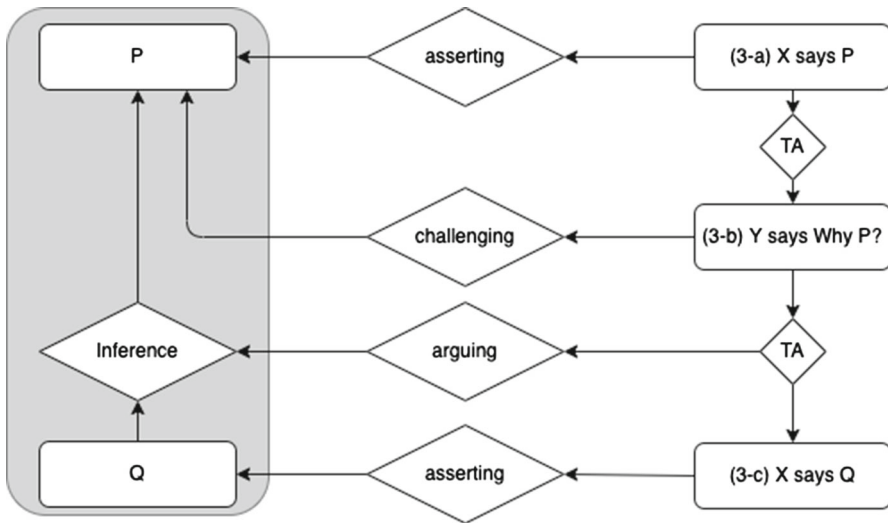 P
asserting
(3-a) X says P
TA
challenging
(3-b) Y says Why P?
Inference
arguing
TA
Q
asserting
(3-c) X says Q